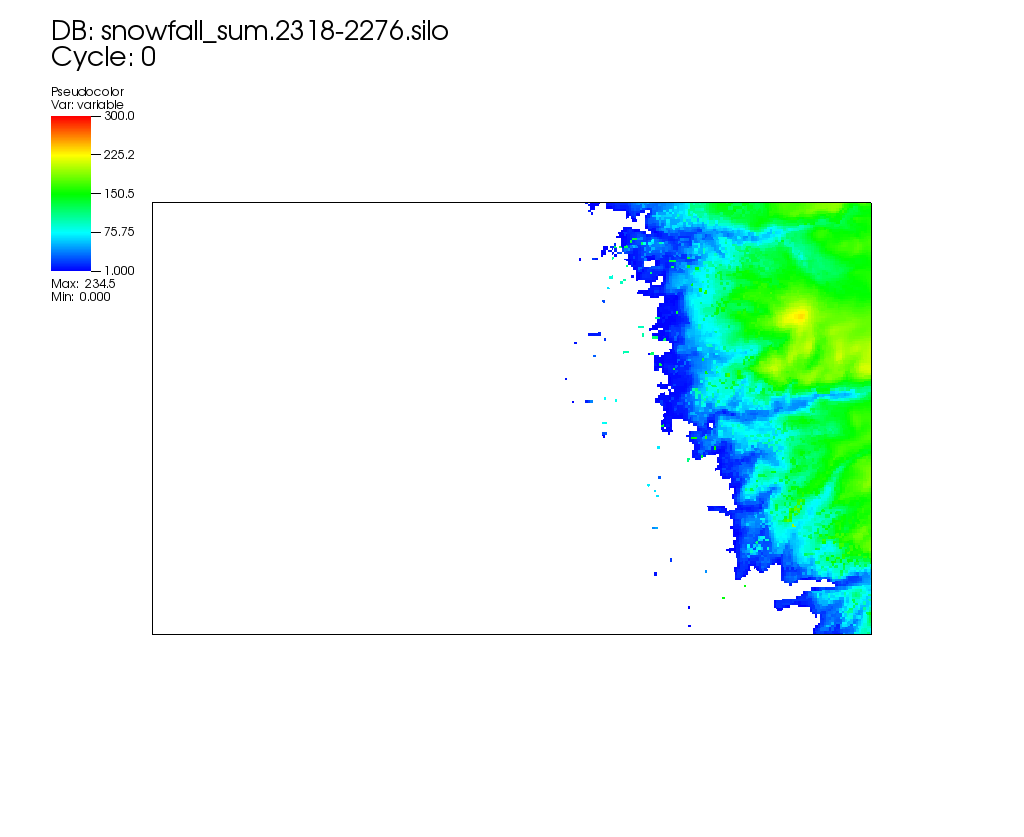 DB: snowfall_sum.2318-2276.silo
Cycle: 0
Pseudocolor
Var: variable
300.0
225.2
150.5
75.75
1.000
Max: 234.5
Min: 0.000